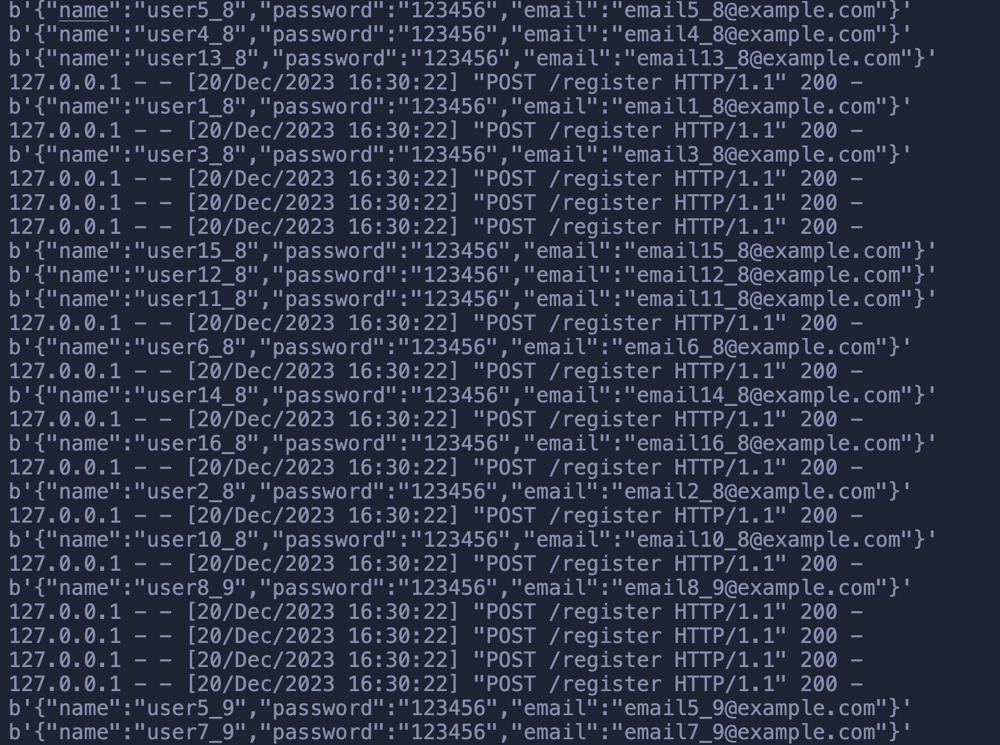 b'{"name":"user5_8","password":"123456","email":"email5_8@example.com"}'
b'{"name":"user4_8","password":"123456","email":"email4_8@example.com"}'
b'{"name":"user13_8","password":"123456","email":"email13_8@example.com"}'
127.0.0.1 - - [20/Dec/2023 16:30:22] "POST /register HTTP/1.1" 200 -
b'{"name":"user1_8","password":"123456","email":"email1_8@example.com"}'
127.0.0.1 - - [20/Dec/2023 16:30:22] "POST /register HTTP/1.1" 200 -
b'{"name":"user3_8","password":"123456","email":"email3_8@example.com"}'
127.0.0.1 - - [20/Dec/2023 16:30:22] "POST /register HTTP/1.1" 200 -
127.0.0.1 - - [20/Dec/2023 16:30:22] "POST /register HTTP/1.1" 200 -
127.0.0.1 - - [20/Dec/2023 16:30:22] "POST /register HTTP/1.1" 200 -
b'{"name":"user15_8","password":"123456","email":"email15_8@example.com"}'
b'{"name":"user12_8","password":"123456","email":"email12_8@example.com"}'
b'{"name":"user11_8","password":"123456","email":"email11_8@example.com"}'
127.0.0.1 - - [20/Dec/2023 16:30:22] "POST /register HTTP/1.1" 200 -
b'{"name":"user6_8","password":"123456","email":"email6_8@example.com"}'
127.0.0.1 - - [20/Dec/2023 16:30:22] "POST /register HTTP/1.1" 200 -
b'{"name":"user14_8","password":"123456","email":"email14_8@example.com"}'
127.0.0.1 - - [20/Dec/2023 16:30:22] "POST /register HTTP/1.1" 200 -
b'{"name":"user16_8","password":"123456","email":"email16_8@example.com"}'
127.0.0.1 - - [20/Dec/2023 16:30:22] "POST /register HTTP/1.1" 200 -
b'{"name":"user2_8","password":"123456","email":"email2_8@example.com"}'
127.0.0.1 - - [20/Dec/2023 16:30:22] "POST /register HTTP/1.1" 200 -
b'{"name":"user10_8","password":"123456","email":"email10_8@example.com"}'
127.0.0.1 - - [20/Dec/2023 16:30:22] "POST /register HTTP/1.1" 200 -
b'{"name":"user8_9","password":"123456","email":"email8_9@example.com"}'
127.0.0.1 - - [20/Dec/2023 16:30:22] "POST /register HTTP/1.1" 200 -
127.0.0.1 - - [20/Dec/2023 16:30:22] "POST /register HTTP/1.1" 200 -
127.0.0.1 - - [20/Dec/2023 16:30:22] "POST /register HTTP/1.1" 200 -
127.0.0.1 - - [20/Dec/2023 16:30:22] "POST /register HTTP/1.1" 200 -
b'{"name":"user5_9","password":"123456","email":"email5_9@example.com"}'
b'{"name":"user7_9","password":"123456","email":"email7_9@example.com"}'